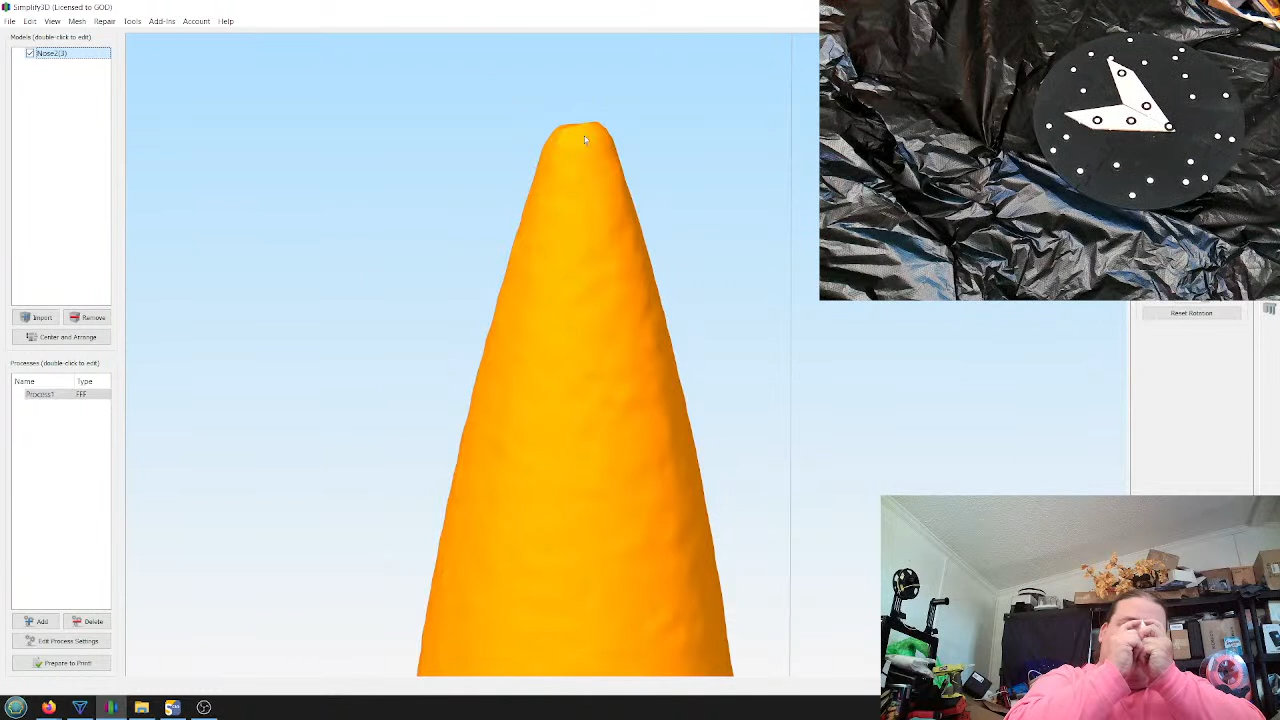 Simplify3D (Licensed to GOD)
File Edit View Mesh Repair Tools Add-Ins Account Help
Models (double-click to edit)
Nose2(3)
Import Remove
Center and Arrange
Processes (double-click to edit)
Name Type
Process1 FFF
Add Delete
Edit Process Settings
Prepare to Print!
Reset Rotation